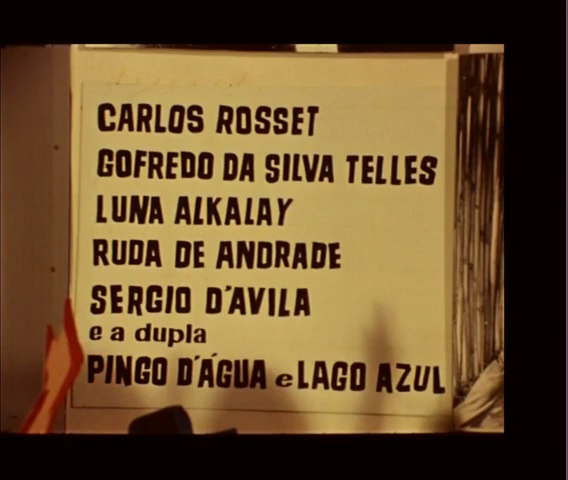 CARLOS ROSSET
GOFREDO DA SILVA TELLES
LUNA ALKALAY
RUDA DE ANDRADE
SERGIO D'AVILA
e a dupla
PINGO D'ÁGUA e LAGO AZUL